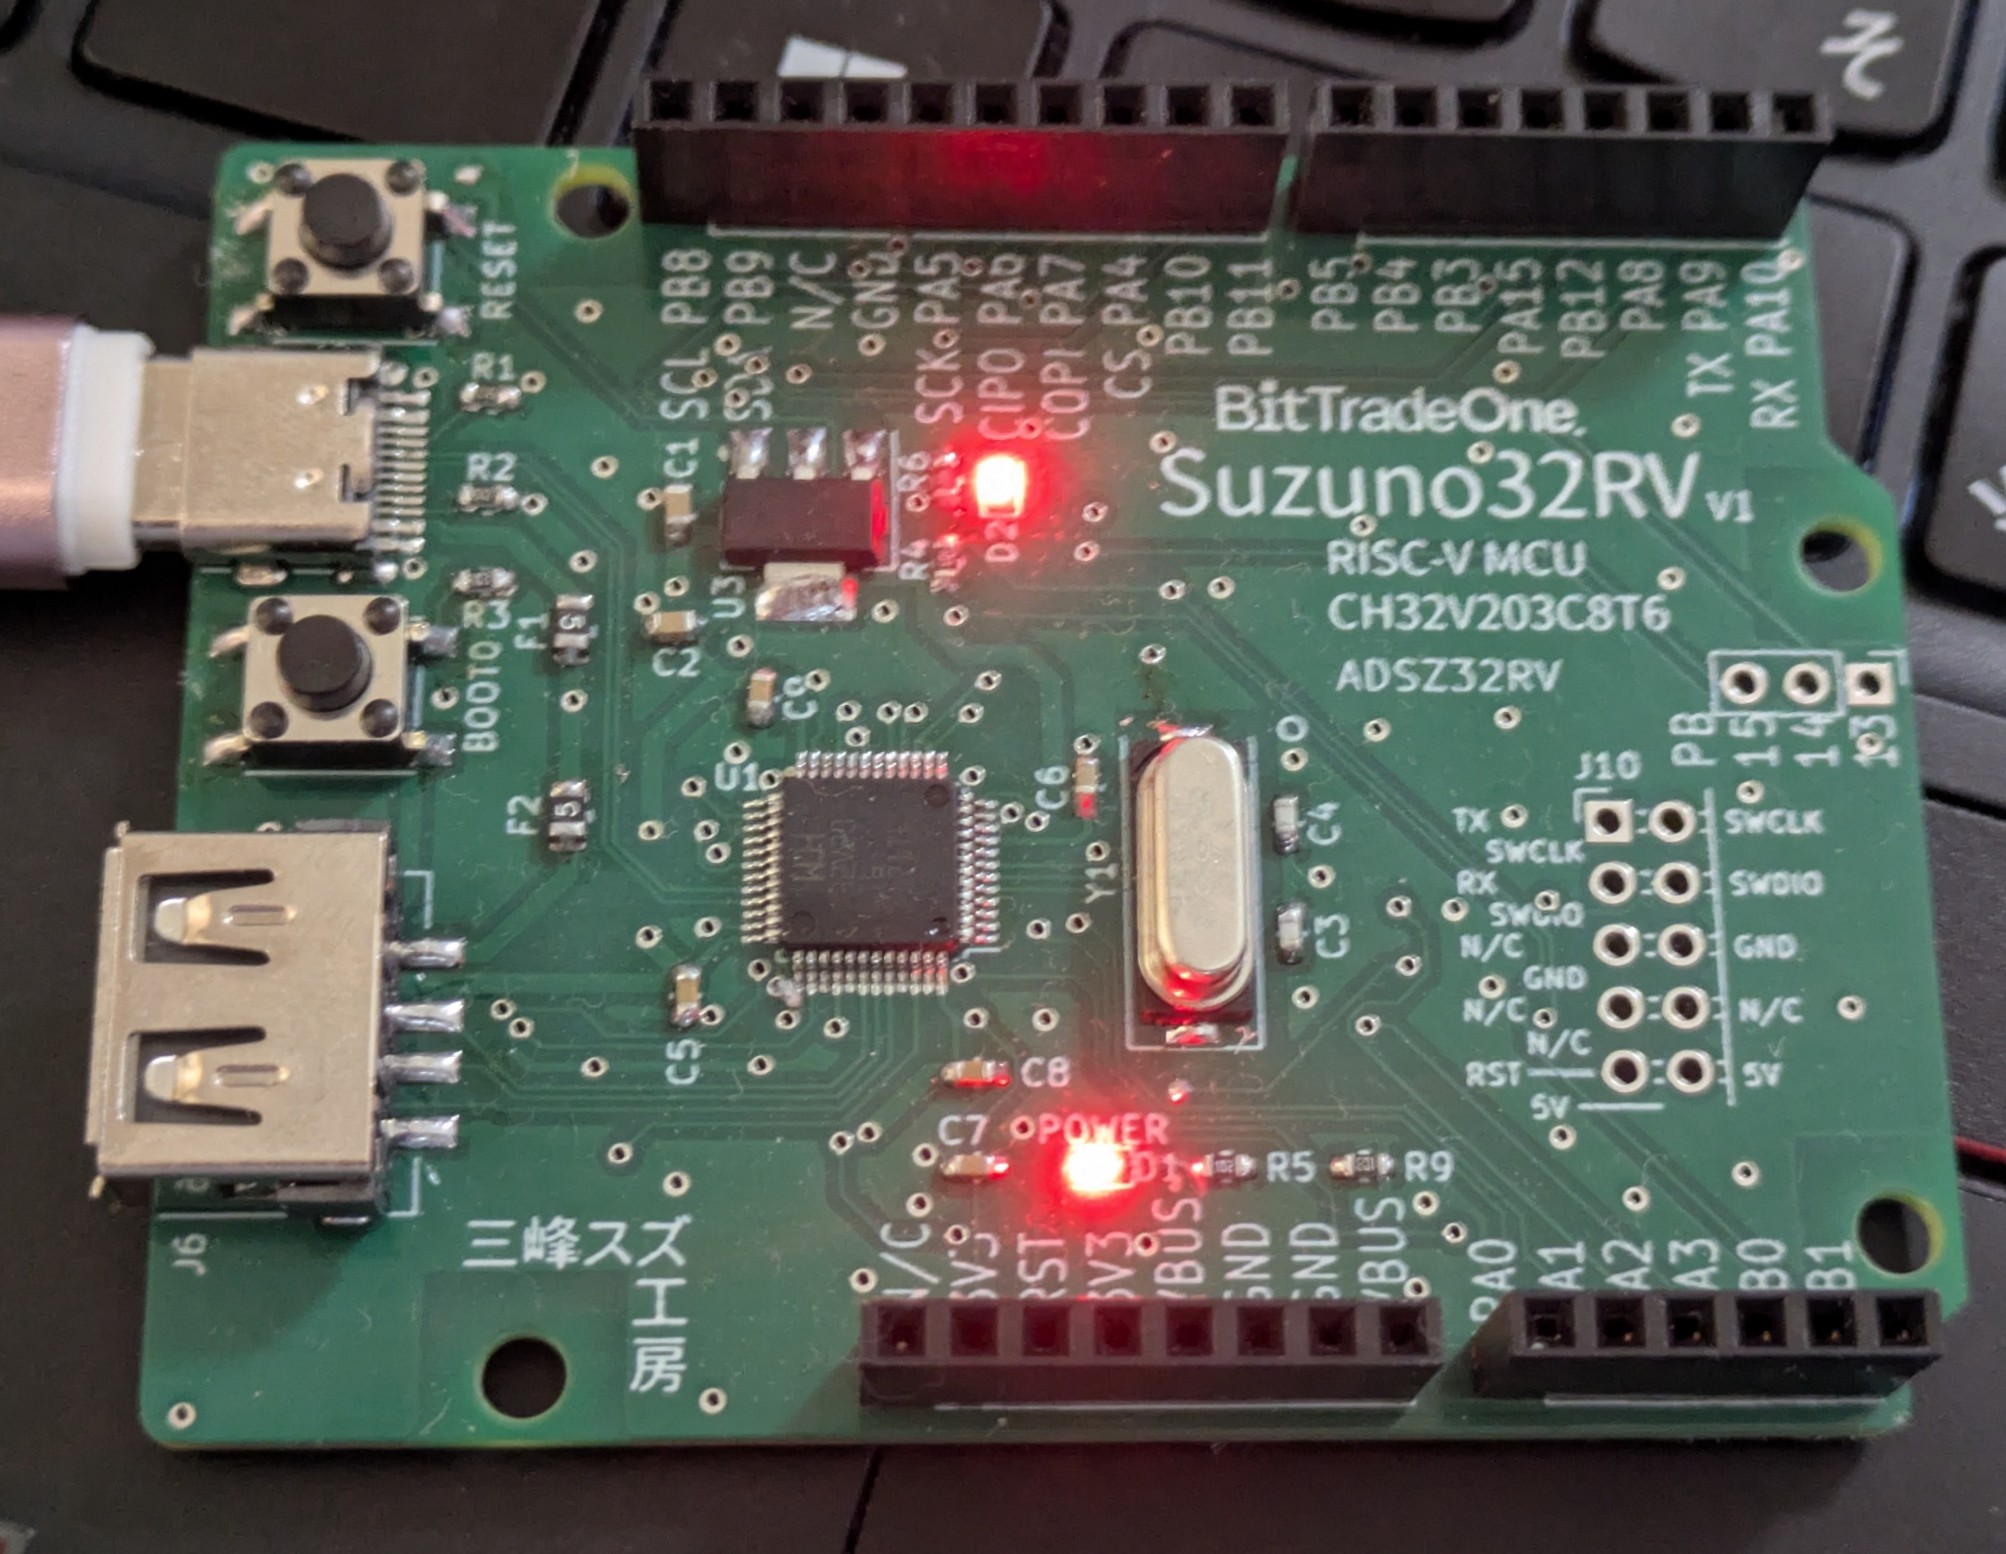 RESET
PB8
PB9
N/C
GND
PA5
PA6
PA7
PA4
PB10
PB11
PB5
PB4
PB3
PA15
PB12
PA8
TX PA9
RX PA10
SCL
SDA
SCK
CIPO
COPI
CS
BitTradeOne.
Suzuno32RV V1
RISC-V MCU
CH32V203C8T6
ADSZ32RV
R1
R2
R3
BOOT0
F1
F2
C1
C2
U3
R6
R4
D2
C9
U1
C6
Y1
C4
C3
C5
C8
C7
POWER
D1
R5
R9
PB
15
14
13
J10
TX
SWCLK
SWCLK
RX
SWDIO
SWDIO
N/C
GND
GND
N/C
N/C
N/C
RST
5V
5V
J6
三峰スズ
工
房
N/C
RST
3V3
VBUS
GND
GND
VBUS
PA0
A1
A2
A3
B0
B1